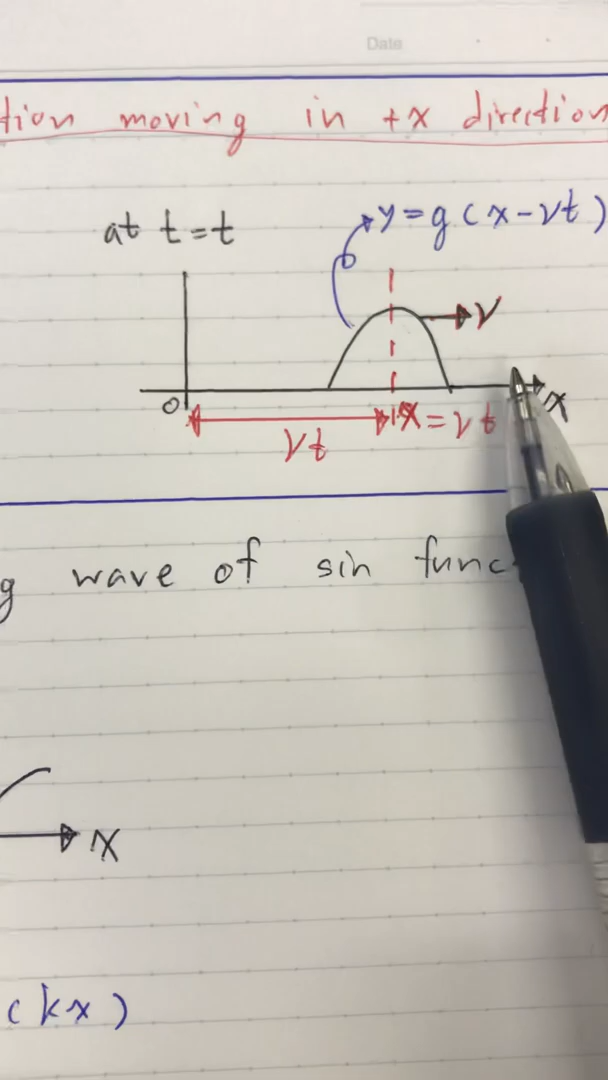 Date
tion moving in +x direction
at t=t
y=g(x-vt)
v
o x
vt x=vt
g wave of sin func
x
(kx)